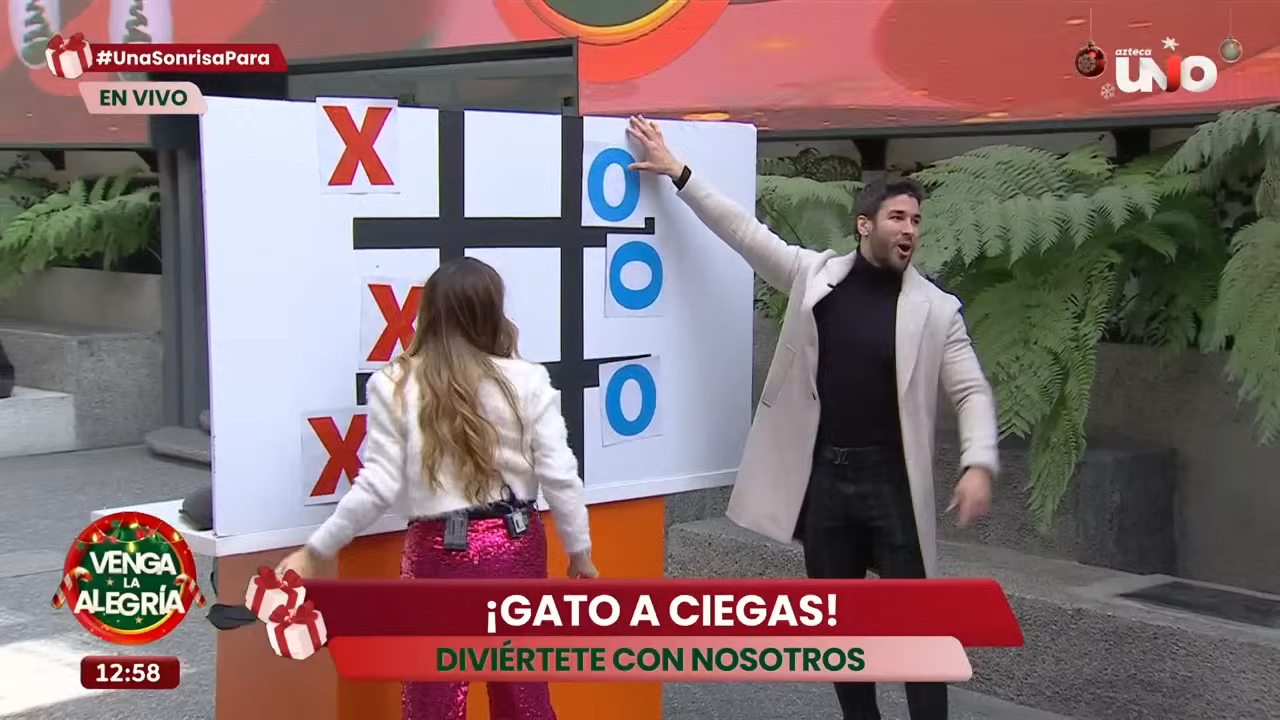 #UnaSonrisaPara
EN VIVO
azteca
UNO
X
O
X
O
X
O
VENGA
LA
ALEGRÍA
12:58
¡GATO A CIEGAS!
DIVIÉRTETE CON NOSOTROS